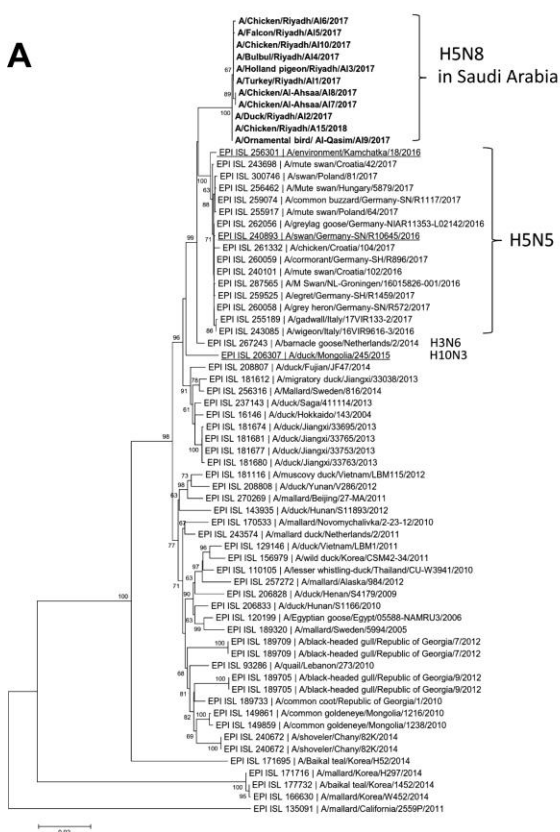 A
A/Chicken/Riyadh/AI6/2017
A/Falcon/Riyadh/AI5/2017
A/Chicken/Riyadh/AI10/2017
A/Bulbul/Riyadh/AI4/2017
A/Holland pigeon/Riyadh/AI3/2017
A/Turkey/Riyadh/AI1/2017
A/Chicken/Al-Ahsaa/AI8/2017
A/Chicken/Al-Ahsaa/AI7/2017
A/Duck/Riyadh/AI2/2017
A/Chicken/Riyadh/A15/2018
A/Ornamental bird/ Al-Qasim/AI9/2017
H5N8
in Saudi Arabia
EPI ISL 256301 | A/environment/Kamchatka/18/2016
EPI ISL 243698 | A/mute swan/Croatia/42/2017
EPI ISL 300746 | A/swan/Poland/81/2017
EPI ISL 256462 | A/Mute swan/Hungary/5879/2017
EPI ISL 259074 | A/common buzzard/Germany-SN/R1117/2017
EPI ISL 255917 | A/mute swan/Poland/64/2017
EPI ISL 262056 | A/greylag goose/Germany-NI/AR11353-L02142/2016
EPI ISL 240893 | A/swan/Germany-SN/R10645/2016
EPI ISL 261332 | A/chicken/Croatia/104/2017
EPI ISL 260059 | A/cormorant/Germany-SH/R896/2017
EPI ISL 240101 | A/mute swan/Croatia/102/2016
EPI ISL 287565 | A/M Swan/NL-Groningen/16015826-001/2016
EPI ISL 259525 | A/egret/Germany-SH/R1459/2017
EPI ISL 260058 | A/grey heron/Germany-SN/R572/2017
EPI ISL 255189 | A/gadwall/Italy/17VIR133-2/2017
EPI ISL 243085 | A/wigeon/Italy/16VIR9616-3/2016
H5N5
EPI ISL 267243 | A/barnacle goose/Netherlands/2/2014 H3N6
EPI ISL 206307 | A/duck/Mongolia/245/2015 H10N3
EPI ISL 208807 | A/duck/Fujian/JF47/2014
EPI ISL 181612 | A/migratory duck/Jiangxi/33038/2013
EPI ISL 256316 | A/Mallard/Sweden/816/2014
EPI ISL 237143 | A/duck/Saga/411114/2013
EPI ISL 16146 | A/duck/Hokkaido/143/2004
EPI ISL 181674 | A/duck/Jiangxi/33695/2013
EPI ISL 181681 | A/duck/Jiangxi/33765/2013
EPI ISL 181677 | A/duck/Jiangxi/33753/2013
EPI ISL 181680 | A/duck/Jiangxi/33763/2013
EPI ISL 181116 | A/muscovy duck/Vietnam/LBM115/2012
EPI ISL 208808 | A/duck/Yunan/V286/2012
EPI ISL 270269 | A/mallard/Beijing/27-MA/2011
EPI ISL 143935 | A/duck/Hunan/S11893/2012
EPI ISL 170533 | A/mallard/Novomychalivka/2-23-12/2010
EPI ISL 243574 | A/mallard duck/Netherlands/2/2011
EPI ISL 129146 | A/duck/Vietnam/LBM1/2011
EPI ISL 156979 | A/wild duck/Korea/CSM42-34/2011
EPI ISL 110105 | A/lesser whistling-duck/Thailand/CU-W3941/2010
EPI ISL 257272 | A/mallard/Alaska/984/2012
EPI ISL 206828 | A/duck/Henan/S4179/2009
EPI ISL 206833 | A/duck/Hunan/S1166/2010
EPI ISL 120199 | A/Egyptian goose/Egypt/05588-NAMRU3/2006
EPI ISL 189320 | A/mallard/Sweden/5994/2005
EPI ISL 189709 | A/black-headed gull/Republic of Georgia/7/2012
EPI ISL 189709 | A/black-headed gull/Republic of Georgia/7/2012
EPI ISL 93286 | A/quail/Lebanon/273/2010
EPI ISL 189705 | A/black-headed gull/Republic of Georgia/9/2012
EPI ISL 189705 | A/black-headed gull/Republic of Georgia/9/2012
EPI ISL 189733 | A/common coot/Republic of Georgia/1/2010
EPI ISL 149861 | A/common goldeneye/Mongolia/1216/2010
EPI ISL 149859 | A/common goldeneye/Mongolia/1238/2010
EPI ISL 240672 | A/shoveler/Chany/82K/2014
EPI ISL 240672 | A/shoveler/Chany/82K/2014
EPI ISL 171695 | A/Baikal teal/Korea/H52/2014
EPI ISL 171716 | A/mallard/Korea/H297/2014
EPI ISL 177732 | A/baikal teal/Korea/1452/2014
EPI ISL 166630 | A/mallard/Korea/W452/2014
EPI ISL 135091 | A/mallard/California/2559P/2011